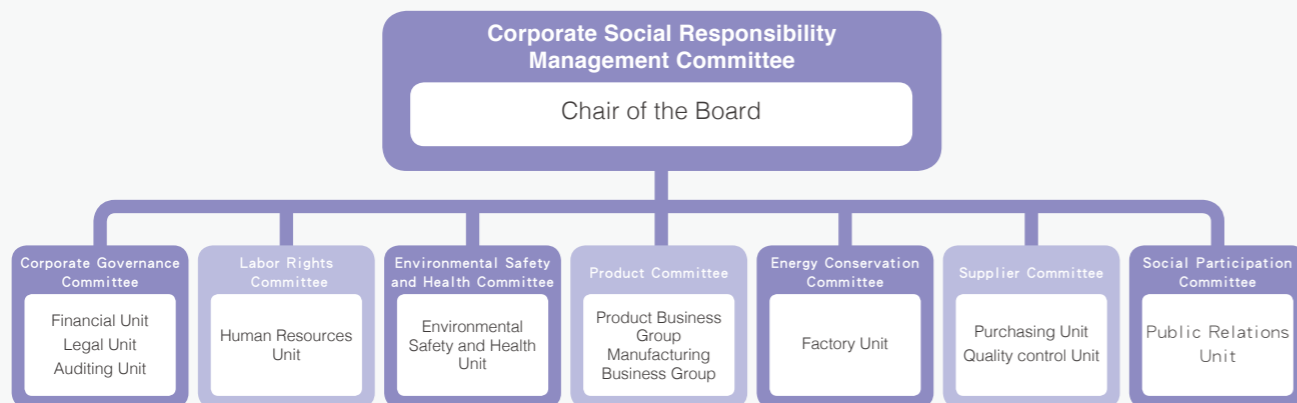 Corporate Social Responsibility
Management Committee
Chair of the Board
Corporate Governance
Committee
Financial Unit
Legal Unit
Auditing Unit
Labor Rights
Committee
Human Resources
Unit
Environmental Safety
and Health Committee
Environmental
Safety and Health
Unit
Product Committee
Product Business
Group
Manufacturing
Business Group
Energy Conservation
Committee
Factory Unit
Supplier Committee
Purchasing Unit
Quality control Unit
Social Participation
Committee
Public Relations
Unit